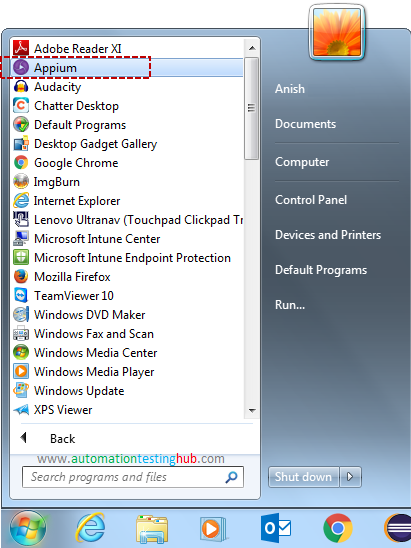 Adobe Reader XI
Appium
Audacity
Chatter Desktop
Default Programs
Desktop Gadget Gallery
Google Chrome
ImgBurn
Internet Explorer
Lenovo Ultranav (Touchpad Clickpad Tr
Microsoft Intune Center
Microsoft Intune Endpoint Protection
Mozilla Firefox
TeamViewer 10
Windows DVD Maker
Windows Fax and Scan
Windows Media Center
Windows Media Player
Windows Update
XPS Viewer
Back
www.automationtestinghub.com
Search programs and files
Anish
Documents
Computer
Control Panel
Devices and Printers
Default Programs
Run...
Shut down